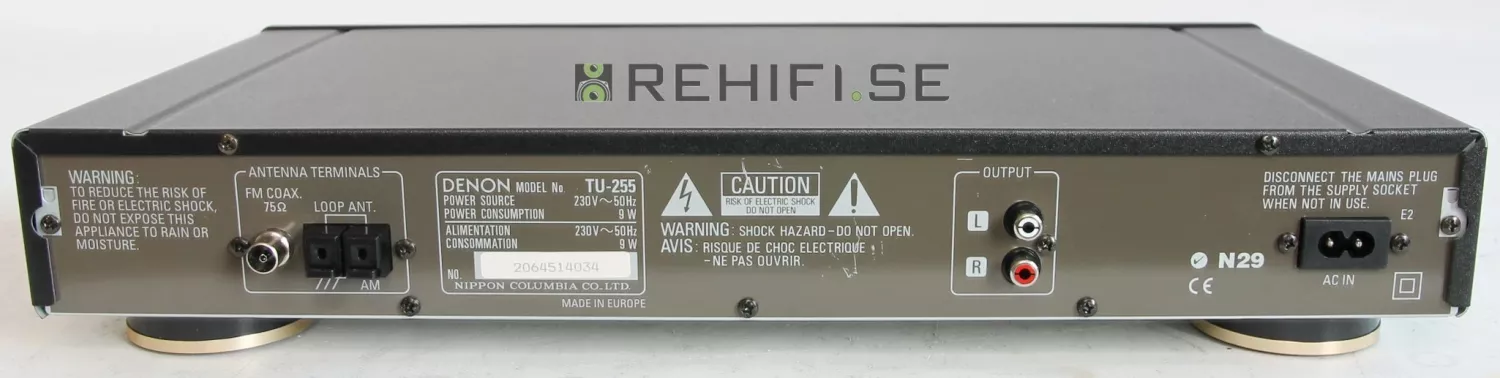 REHIFI.SE
WARNING:
TO REDUCE THE RISK OF
FIRE OR ELECTRIC SHOCK,
DO NOT EXPOSE THIS
APPLIANCE TO RAIN OR
MOISTURE.
ANTENNA TERMINALS
FM COAX.
75Ω
LOOP ANT.
AM
DENON MODEL No. TU-255
POWER SOURCE 230V～50Hz
POWER CONSUMPTION 9W
ALIMENTATION 230V～50Hz
CONSOMMATION 9W
NO. 2064514034
NIPPON COLUMBIA CO. LTD.
MADE IN EUROPE
CAUTION
RISK OF ELECTRIC SHOCK
DO NOT OPEN
WARNING: SHOCK HAZARD-DO NOT OPEN.
AVIS: RISQUE DE CHOC ELECTRIQUE
-NE PAS OUVRIR.
OUTPUT
L
R
DISCONNECT THE MAINS PLUG
FROM THE SUPPLY SOCKET
WHEN NOT IN USE.
E2
N29
CE
AC IN